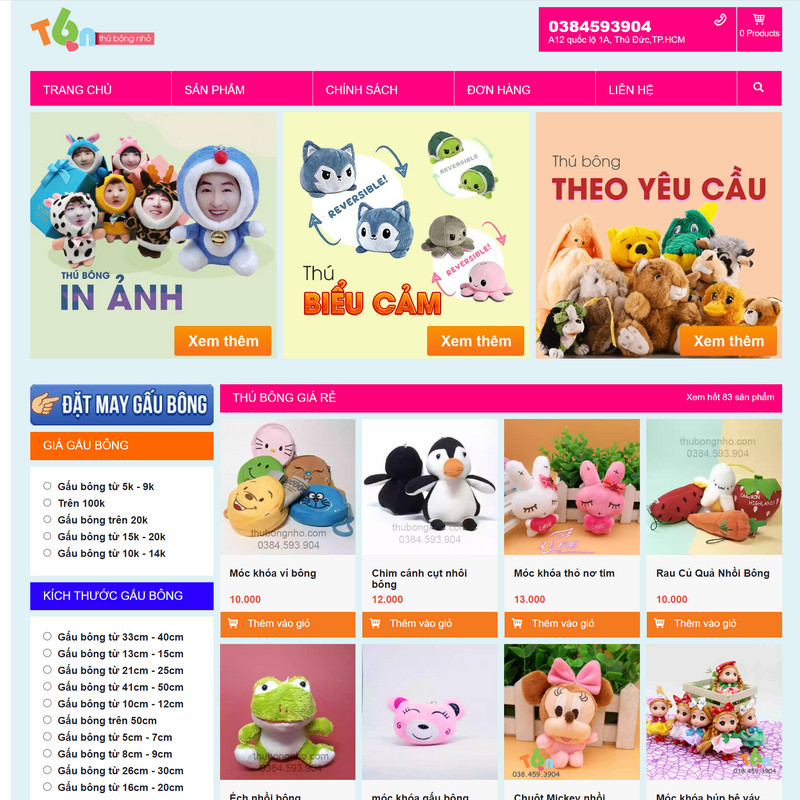 T6n
thú bông nhỏ
0384593904
A12 quốc lộ 1A, Thủ Đức,TP.HCM
0 Products
TRANG CHỦ
SẢN PHẨM
CHÍNH SÁCH
ĐƠN HÀNG
LIÊN HỆ
THÚ BÔNG
IN ẢNH
Xem thêm
REVERSIBLE!
REVERSIBLE
REVERSIBLE!
Thú
BIỂU CẢM
Xem thêm
Thú bông
THEO YÊU CẦU
Xem thêm
ĐẶT MAY GẤU BÔNG
GIÁ GẤU BÔNG
Gấu bông từ 5k - 9k
Trên 100k
Gấu bông trên 20k
Gấu bông từ 15k - 20k
Gấu bông từ 10k - 14k
KÍCH THƯỚC GẤU BÔNG
Gấu bông từ 33cm - 40cm
Gấu bông từ 13cm - 15cm
Gấu bông từ 21cm - 25cm
Gấu bông từ 41cm - 50cm
Gấu bông từ 10cm - 12cm
Gấu bông trên 50cm
Gấu bông từ 5cm - 7cm
Gấu bông từ 8cm - 9cm
Gấu bông từ 26cm - 30cm
Gấu bông từ 16cm - 20cm
THÚ BÔNG GIÁ RẺ
Xem hết 83 sản phẩm
thubongnho.com
0384.593.904
thubongnho.com
0384.593.904
thubongnho.com
0384.593.904
Móc khóa ví bông
10.000
Thêm vào giỏ
Chim cánh cụt nhồi
bông
12.000
Thêm vào giỏ
Móc khóa thỏ nơ tim
13.000
Thêm vào giỏ
Rau Củ Quả Nhồi Bông
10.000
Thêm vào giỏ
thubongnho.com
0384.593.904
thubongnho.com
0384.593.904
T6n
038.459.3904
T6n
038.459.3904
Ếch nhồi bông
móc khóa gấu bông
Chuột Mickey nhồi
Móc khóa búp bê váy